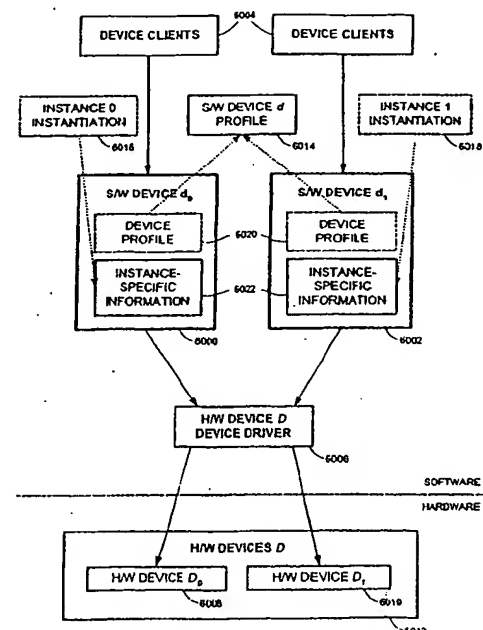 6004
DEVICE CLIENTS
DEVICE CLIENTS
INSTANCE 0
INSTANTIATION
6016
S/W DEVICE d
PROFILE
6014
INSTANCE 1
INSTANTIATION
6018
S/W DEVICE d0
DEVICE
PROFILE
INSTANCE-
SPECIFIC
INFORMATION
6000
6020
6022
S/W DEVICE d1
DEVICE
PROFILE
INSTANCE-
SPECIFIC
INFORMATION
6002
H/W DEVICE D
DEVICE DRIVER
6006
SOFTWARE
HARDWARE
H/W DEVICES D
H/W DEVICE D0
6008
H/W DEVICE D1
6010